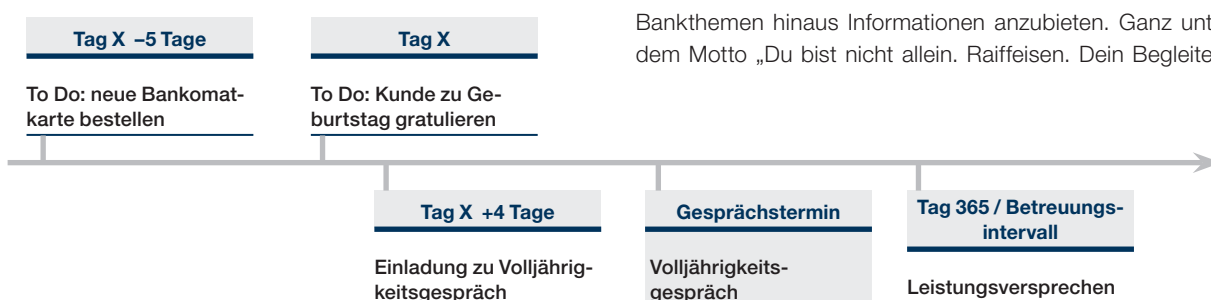 Bankthemen hinaus Informationen anzubieten. Ganz unt
dem Motto „Du bist nicht allein. Raiffeisen. Dein Begleite
Tag X –5 Tage
To Do: neue Bankomat-
karte bestellen
Tag X
To Do: Kunde zu Ge-
burtstag gratulieren
Tag X +4 Tage
Einladung zu Volljährig-
keitsgespräch
Gesprächstermin
Volljährigkeits-
gespräch
Tag 365 / Betreuungs-
intervall
Leistungsversprechen